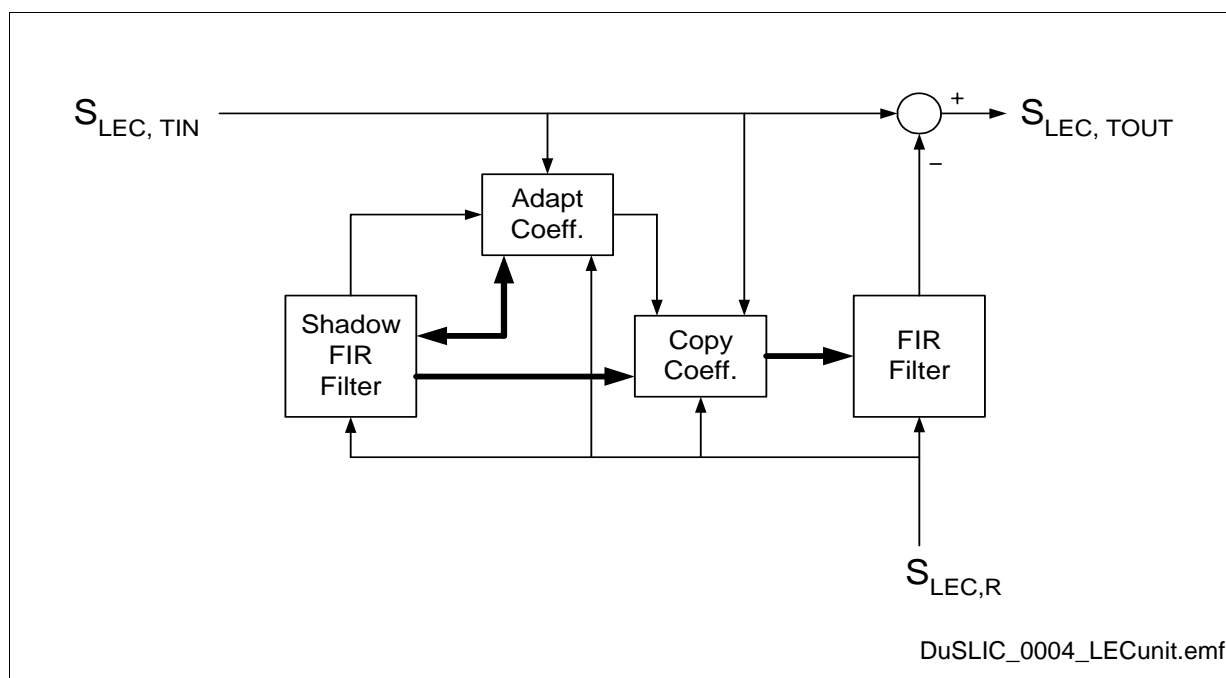 S_LEC, TIN
+
S_LEC, TOUT
−
Adapt
Coeff.
Shadow
FIR
Filter
Copy
Coeff.
FIR
Filter
S_LEC,R
DuSLIC_0004_LECunit.emf